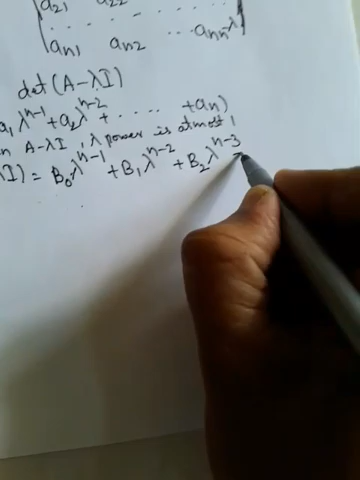 a21 a22 ...
... - ...
an1 an2 ... ann-λ
det(A-λI)
a1λ^{n-1}+a2λ^{n-2}+.....+an)
n A-λI, λ power is atmost 1
I) = B0λ^{n-1} +B1λ^{n-2} +B2λ^{n-3}